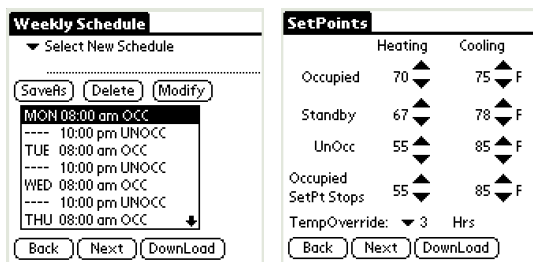 Weekly Schedule
Select New Schedule
SaveAs Delete Modify
MON 08:00 am OCC
---- 10:00 pm UNOCC
TUE 08:00 am OCC
---- 10:00 pm UNOCC
WED 08:00 am OCC
---- 10:00 pm UNOCC
THU 08:00 am OCC
Back Next DownLoad
SetPoints
Heating Cooling
Occupied 70 75 F
Standby 67 78 F
UnOcc 55 85 F
Occupied
SetPt Stops 55 85 F
TempOverride: 3 Hrs
Back Next DownLoad